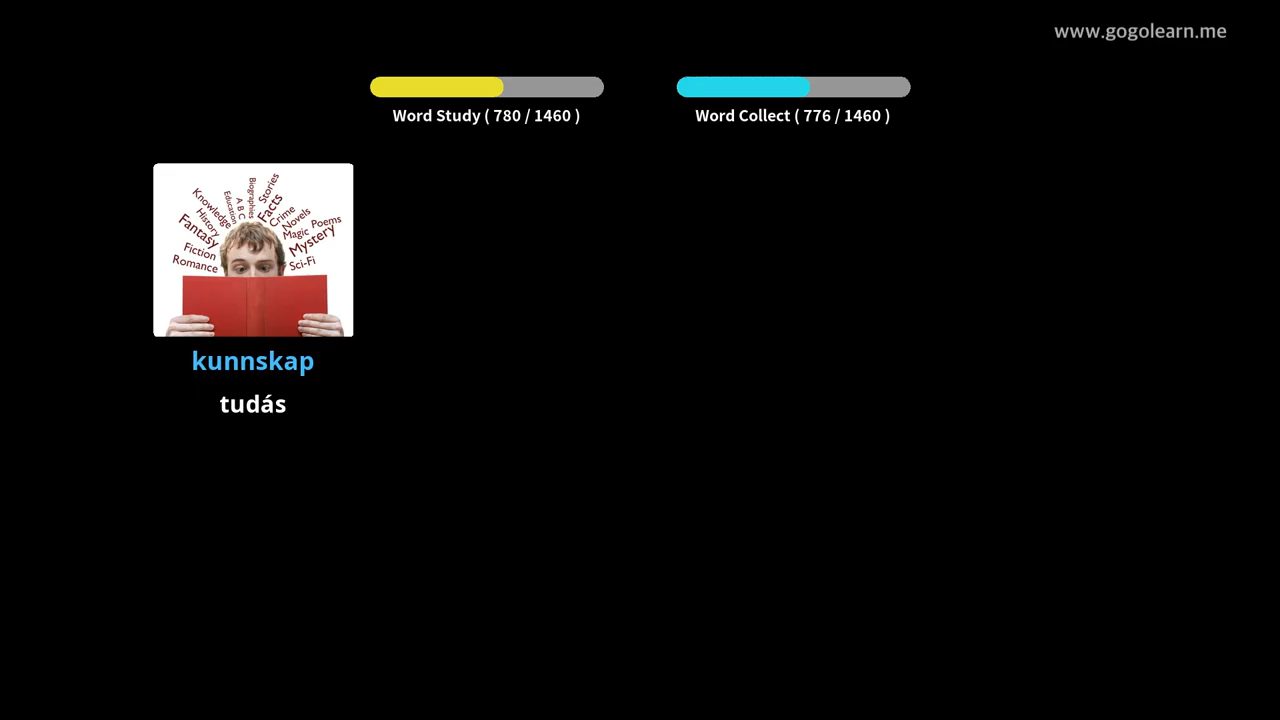 www.gogolearn.me
Word Study ( 780 / 1460 )
Word Collect ( 776 / 1460 )
Knowledge
History
Fantasy
Fiction
Romance
Education
A B C
Biographies
Stories
Facts
Crime
Novels
Magic
Poems
Mystery
Sci-Fi
kunnskap
tudás